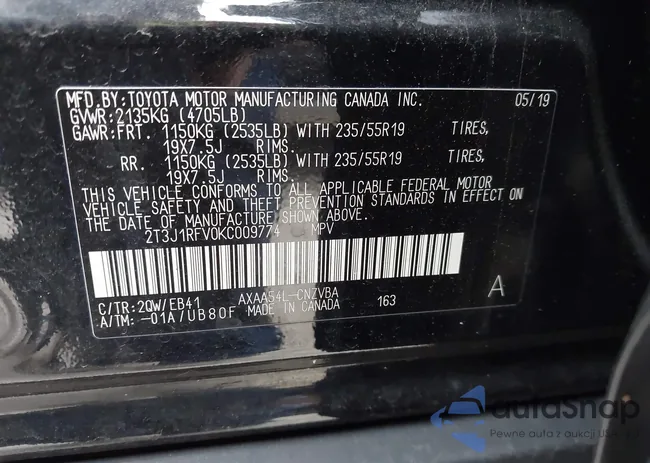 MFD.BY:TOYOTA MOTOR MANUFACTURING CANADA INC. 05/19
GVWR:2135KG (4705LB)
GAWR:FRT. 1150KG (2535LB) WITH 235/55R19 TIRES,
19X7.5J RIMS.
RR. 1150KG (2535LB) WITH 235/55R19 TIRES,
19X7.5J RIMS.
THIS VEHICLE CONFORMS TO ALL APPLICABLE FEDERAL MOTOR
VEHICLE SAFETY AND THEFT PREVENTION STANDARDS IN EFFECT ON
THE DATE OF MANUFACTURE SHOWN ABOVE.
2T3J1RFV0KC009774 MPV
C/TR:2QW/EB41 AXAA54L-CNZVBA 163 A
A/TM:-01A/UB80F MADE IN CANADA
autoSnap
Pewne auta z aukcji